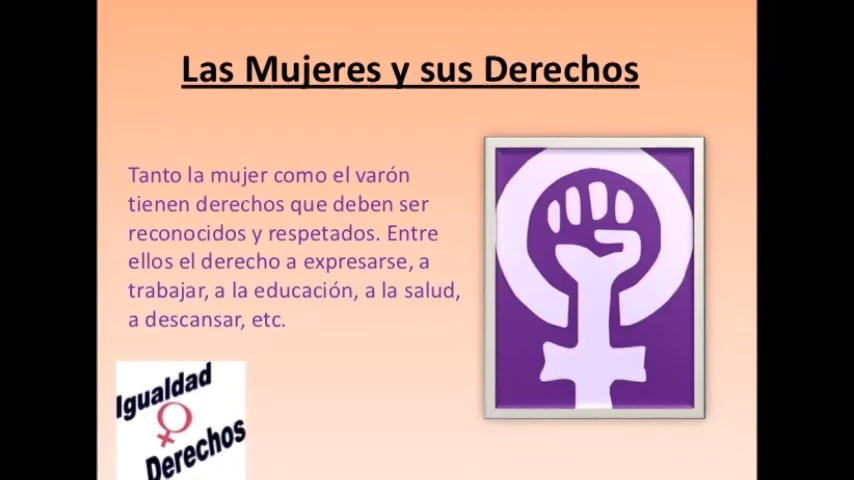 Las Mujeres y sus Derechos
Tanto la mujer como el varón
tienen derechos que deben ser
reconocidos y respetados. Entre
ellos el derecho a expresarse, a
trabajar, a la educación, a la salud,
a descansar, etc.
Igualdad
Derechos